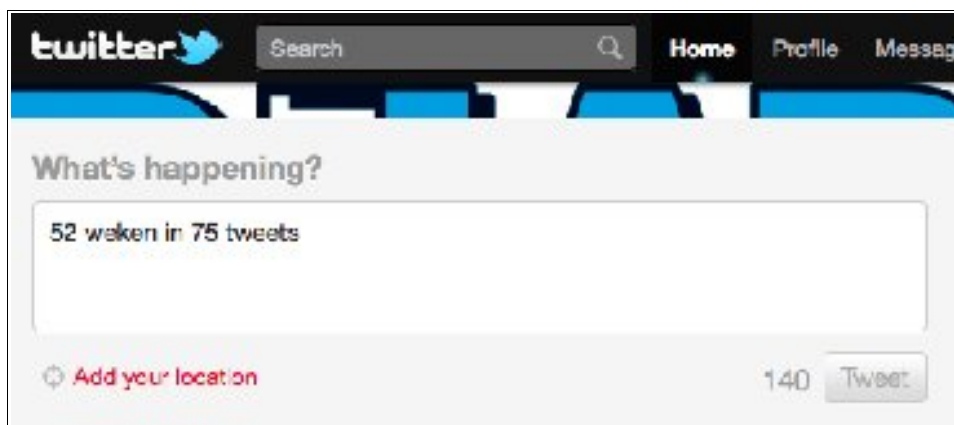 twitter Search Home Profile Messag
What's happening?
52 weken in 75 tweets
Add your location 140 Tweet